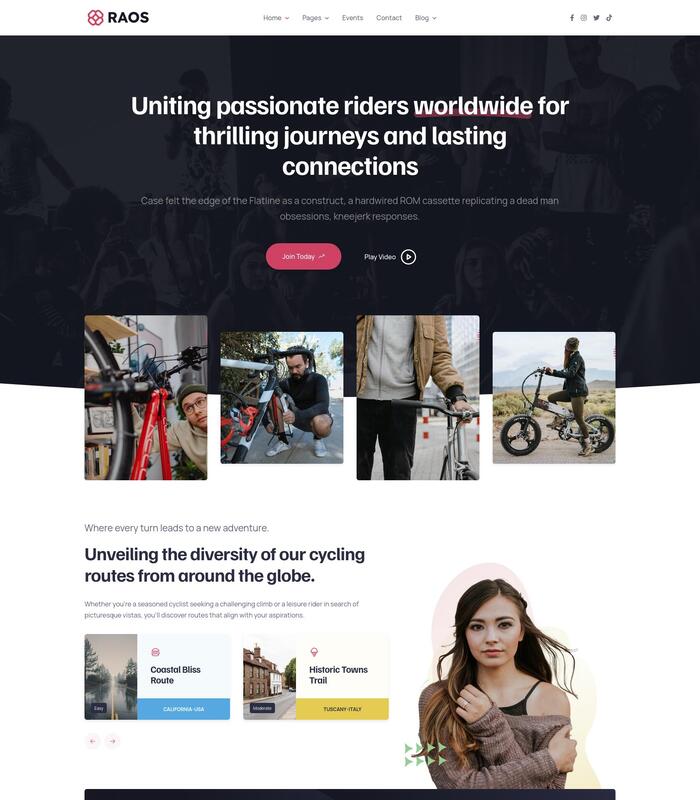 RAOS
Home
Pages
Events
Contact
Blog
Uniting passionate riders worldwide for
thrilling journeys and lasting
connections
Case felt the edge of the Flatline as a construct, a hardwired ROM cassette replicating a dead man
obsessions, kneejerk responses.
Join Today
Play Video
Where every turn leads to a new adventure.
Unveiling the diversity of our cycling
routes from around the globe.
Whether you're a seasoned cyclist seeking a challenging climb or a leisure rider in search of
picturesque vistas, you'll discover routes that align with your aspirations.
Easy
Coastal Bliss
Route
CALIFORNIA-USA
Moderate
Historic Towns
Trail
TUSCANY-ITALY